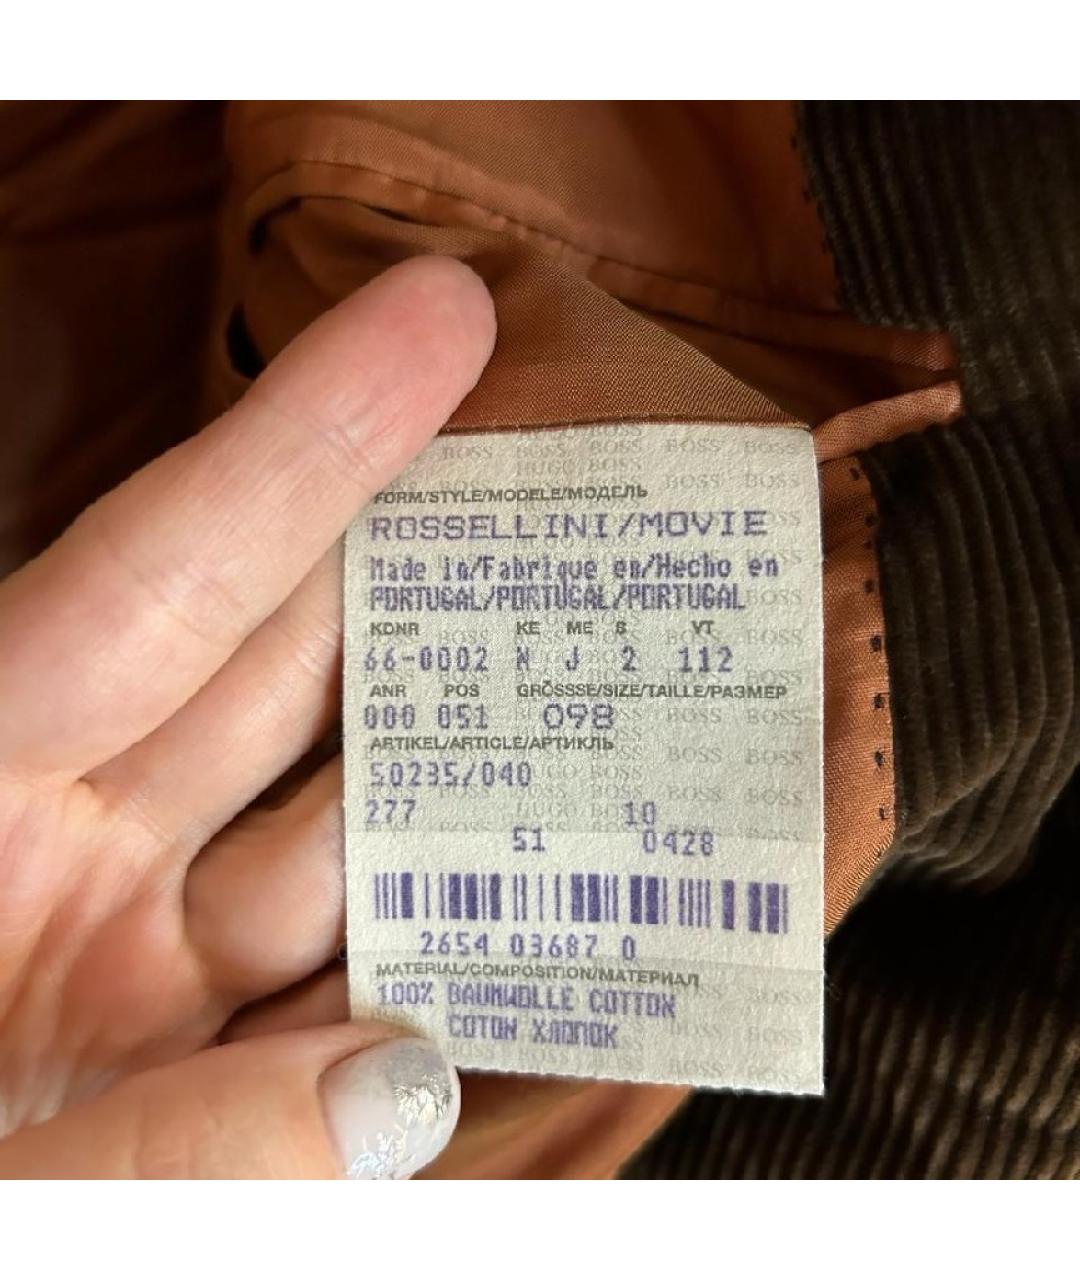 FORM/STYLE/MODELE/МОДЕЛЬ
ROSSELLINI/MOVIE
Made in/Fabrique en/Hecho en
PORTUGAL/PORTUGAL/PORTUGAL
KDNR KE ME S VT
66-0002 N J 2 112
ANR POS GRÖSSSE/SIZE/TAILLE/РАЗМЕР
000 051 098
ARTIKEL/ARTICLE/АРТИКЛЬ
50235/040
277 10
51 0428
2654 03687 0
MATERIAL/COMPOSITION/МАТЕРИАЛ
100% BAUMWOLLE COTTON
COTON ХЛОПОК